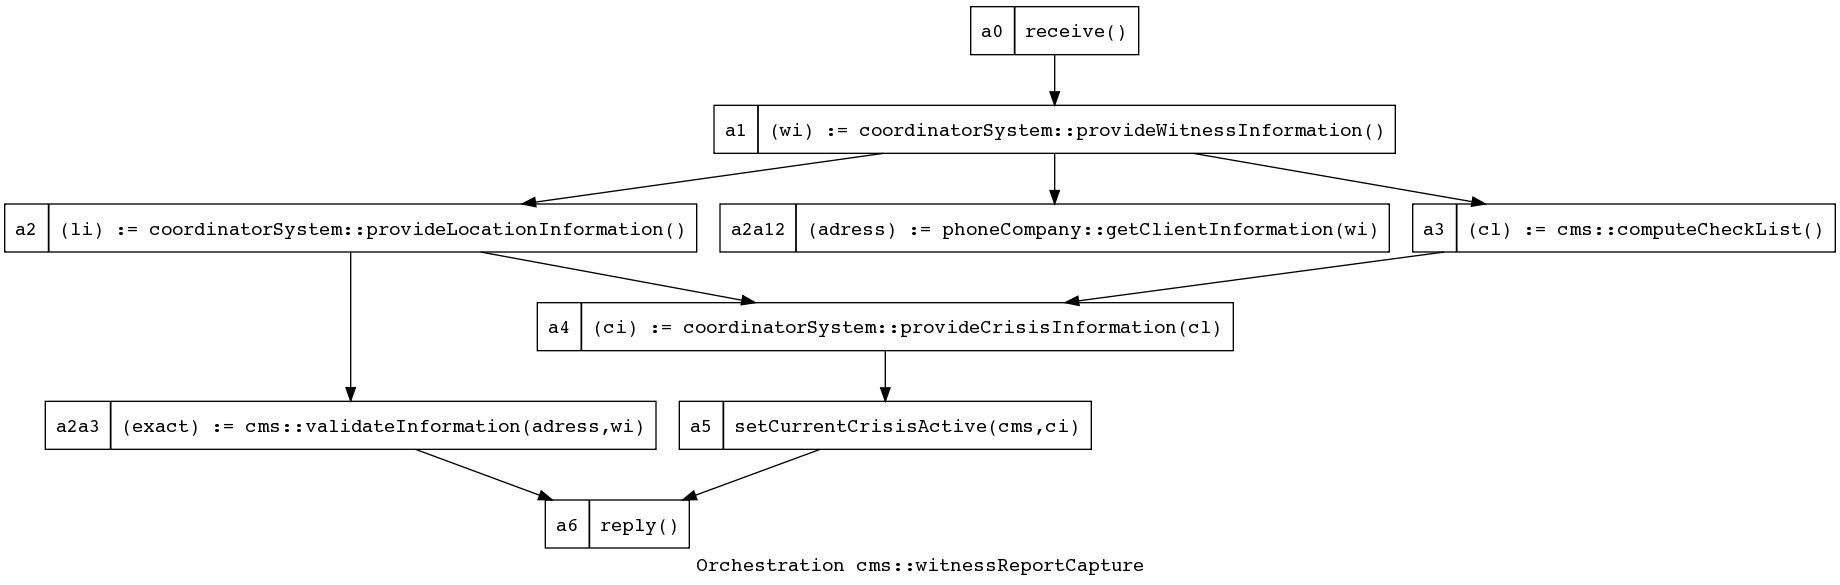 a0 receive()
a1 (wi) := coordinatorSystem::provideWitnessInformation()
a2 (li) := coordinatorSystem::provideLocationInformation()
a2a12 (adress) := phoneCompany::getClientInformation(wi)
a3 (cl) := cms::computeCheckList()
a4 (ci) := coordinatorSystem::provideCrisisInformation(cl)
a2a3 (exact) := cms::validateInformation(adress,wi)
a5 setCurrentCrisisActive(cms,ci)
a6 reply()
Orchestration cms::witnessReportCapture